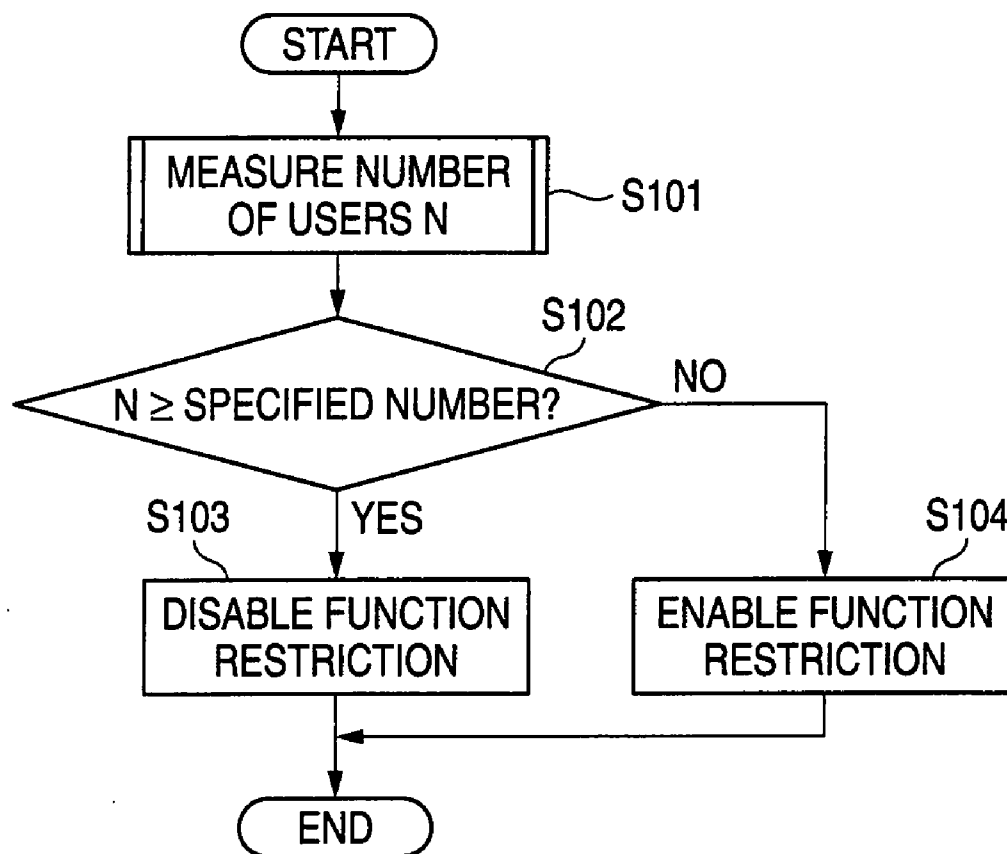 START
MEASURE NUMBER
OF USERS N
S101
S102
N ≥ SPECIFIED NUMBER?
NO
YES
S103
DISABLE FUNCTION
RESTRICTION
S104
ENABLE FUNCTION
RESTRICTION
END